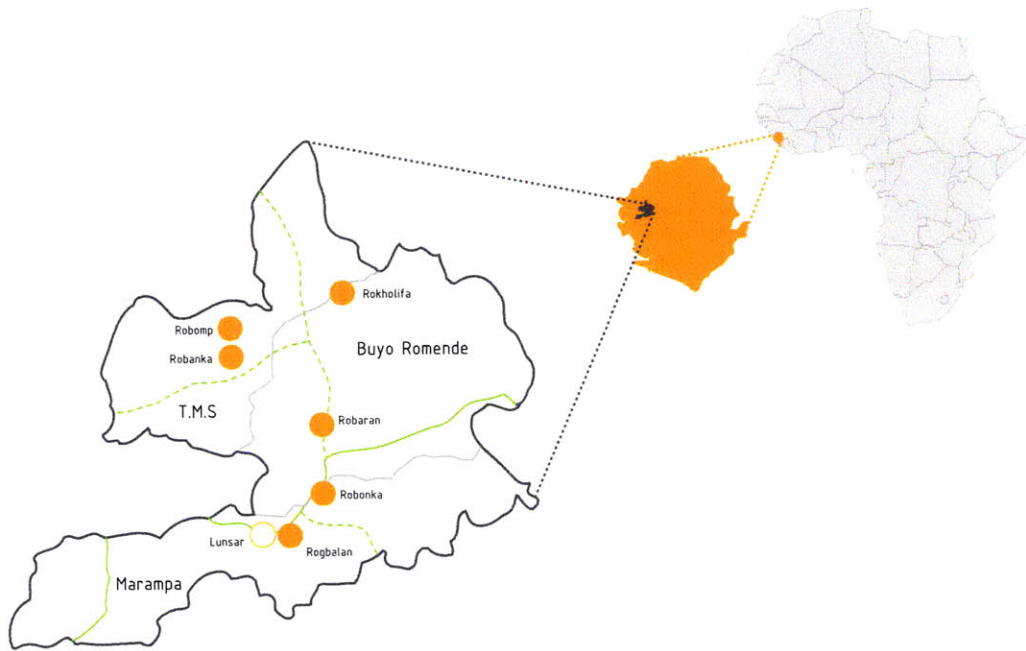 Rokholifa
Robomp
Buyo Romende
Robanka
T.M.S
Robaran
Robonka
Lunsar
Rogbalan
Marampa